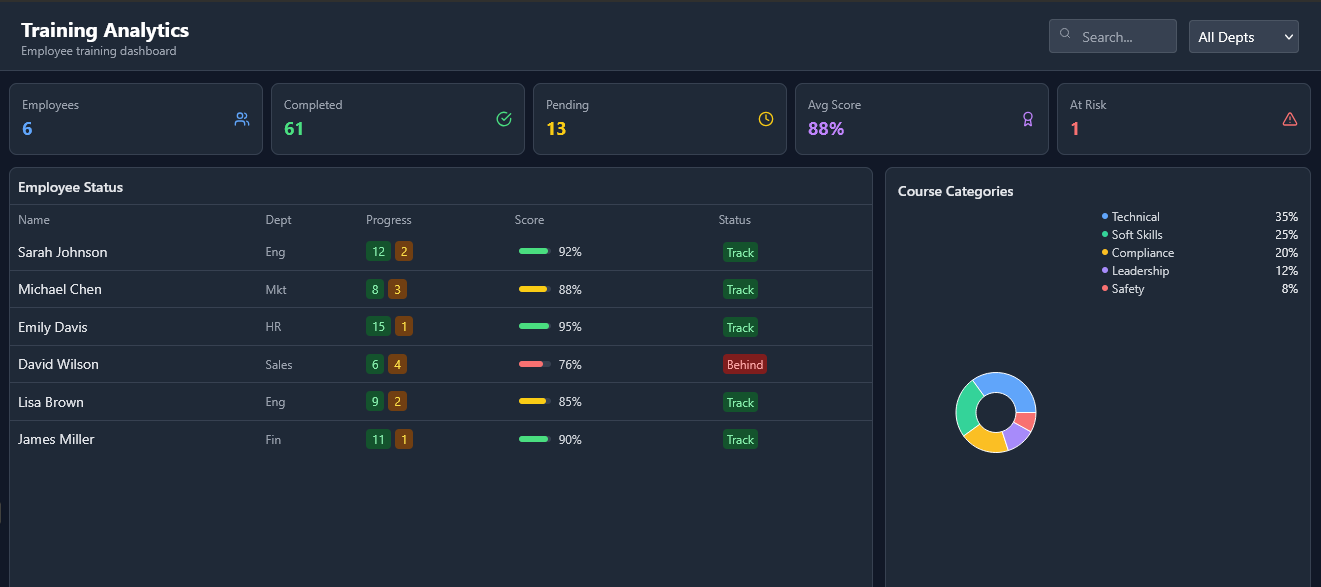 Training Analytics
Employee training dashboard
Search...
All Depts
Employees
6
Completed
61
Pending
13
Avg Score
88%
At Risk
1
Employee Status
Name Dept Progress Score Status
Sarah Johnson Eng 12 2 92% Track
Michael Chen Mkt 8 3 88% Track
Emily Davis HR 15 1 95% Track
David Wilson Sales 6 4 76% Behind
Lisa Brown Eng 9 2 85% Track
James Miller Fin 11 1 90% Track
Course Categories
Technical 35%
Soft Skills 25%
Compliance 20%
Leadership 12%
Safety 8%